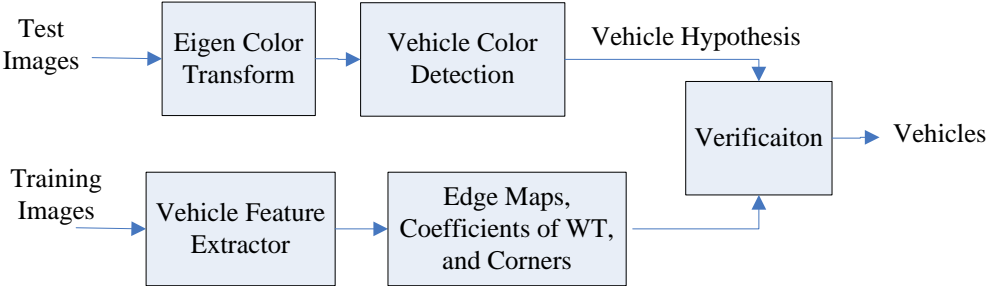 Test
Images
Eigen Color
Transform
Vehicle Color
Detection
Vehicle Hypothesis
Verificaiton
Vehicles
Training
Images
Vehicle Feature
Extractor
Edge Maps,
Coefficients of WT,
and Corners